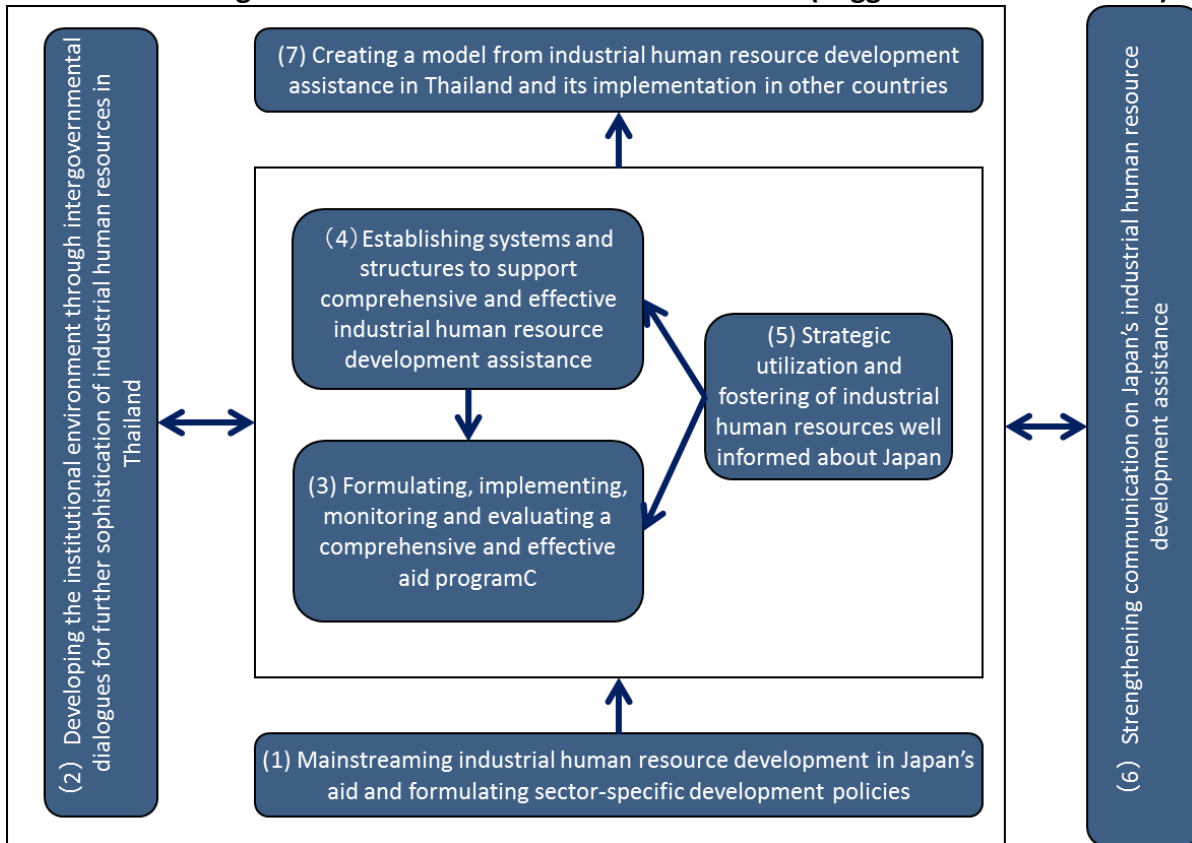 (7) Creating a model from industrial human resource development
assistance in Thailand and its implementation in other countries
(2) Developing the institutional environment through intergovernmental
dialogues for further sophistication of industrial human resources in
Thailand
(4) Establishing systems and
structures to support
comprehensive and effective
industrial human resource
development assistance
(5) Strategic
utilization and
fostering of industrial
human resources well
informed about Japan
(3) Formulating, implementing,
monitoring and evaluating a
comprehensive and effective
aid programC
(6) Strengthening communication on Japan's industrial human resource
development assistance
(1) Mainstreaming industrial human resource development in Japan's
aid and formulating sector-specific development policies